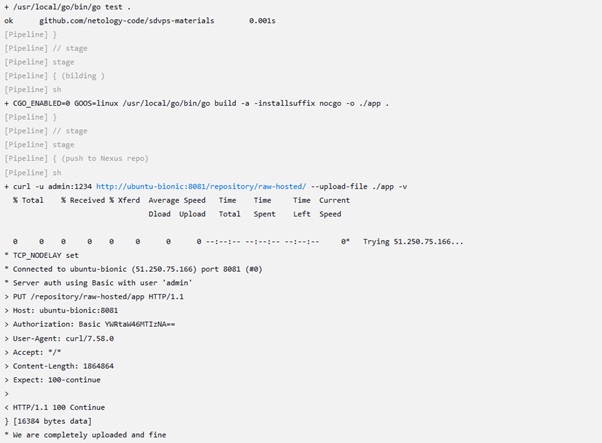 + /usr/local/go/bin/go test .
ok      github.com/netology-code/sdvps-materials        0.001s
[Pipeline] }
[Pipeline] // stage
[Pipeline] stage
[Pipeline] { (bilding )
[Pipeline] sh
+ CGO_ENABLED=0 GOOS=linux /usr/local/go/bin/go build -a -installsuffix nocgo -o ./app .
[Pipeline] }
[Pipeline] // stage
[Pipeline] stage
[Pipeline] { (push to Nexus repo)
[Pipeline] sh
+ curl -u admin:1234 http://ubuntu-bionic:8081/repository/raw-hosted/ --upload-file ./app -v
  % Total    % Received % Xferd  Average Speed   Time    Time     Time  Current
                                 Dload  Upload   Total   Spent    Left  Speed
  0     0    0     0    0     0      0      0 --:--:-- --:--:-- --:--:--     0*   Trying 51.250.75.166...
* TCP_NODELAY set
* Connected to ubuntu-bionic (51.250.75.166) port 8081 (#0)
* Server auth using Basic with user 'admin'
> PUT /repository/raw-hosted/app HTTP/1.1
> Host: ubuntu-bionic:8081
> Authorization: Basic YWRtaW46MTIzNA==
> User-Agent: curl/7.58.0
> Accept: */*
> Content-Length: 1864864
> Expect: 100-continue
>
< HTTP/1.1 100 Continue
} [16384 bytes data]
* We are completely uploaded and fine